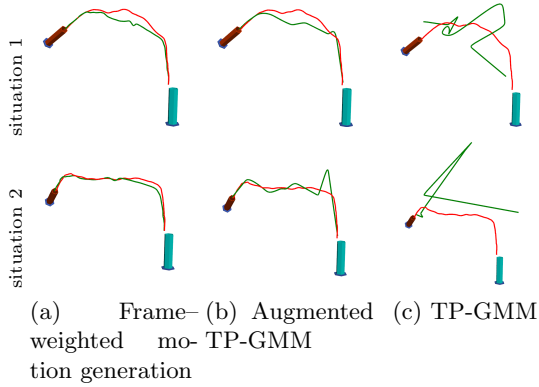 situation 1
situation 2
(a) Frame–
weighted mo-
tion generation
(b) Augmented
TP-GMM
(c) TP-GMM